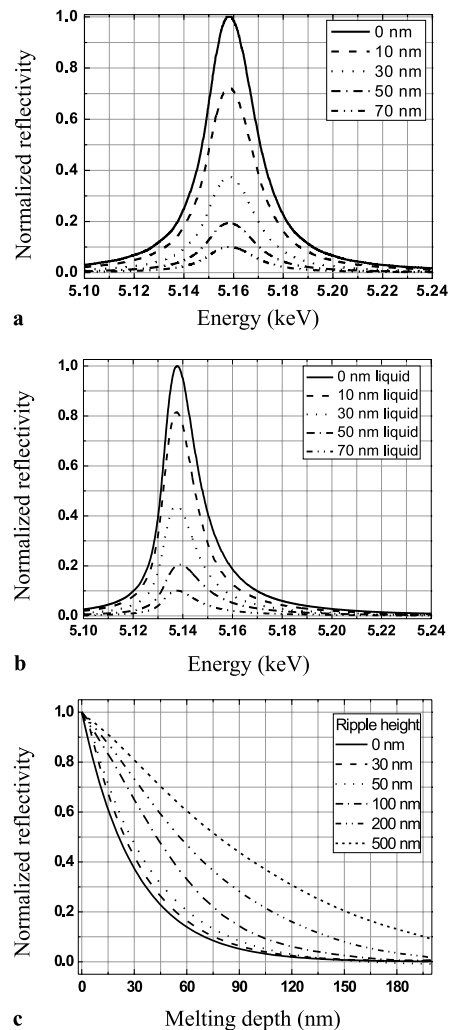 1.0
0.8
0.6
0.4
0.2
0.0
Normalized reflectivity
0 nm
10 nm
30 nm
50 nm
70 nm
5.10 5.12 5.14 5.16 5.18 5.20 5.22 5.24
a Energy (keV)
1.0
0.8
0.6
0.4
0.2
0.0
Normalized reflectivity
0 nm liquid
10 nm liquid
30 nm liquid
50 nm liquid
70 nm liquid
5.10 5.12 5.14 5.16 5.18 5.20 5.22 5.24
b Energy (keV)
1.0
0.8
0.6
0.4
0.2
0.0
Normalized reflectivity
Ripple height
0 nm
30 nm
50 nm
100 nm
200 nm
500 nm
0 30 60 90 120 150 180
c Melting depth (nm)